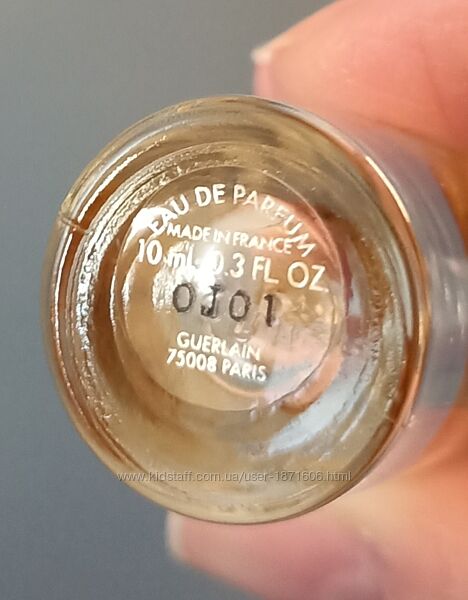 EAU DE PARFUM
MADE IN FRANCE
10 ml 0.3 FL OZ
0J01
GUERLAIN
75008 PARIS
www.kidstaff.com.ua/user-1871606.html